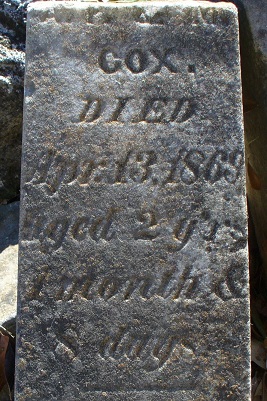 COX.
DIED
Apr. 13, 1869
Aged 2 y'rs
1 month &
8 days